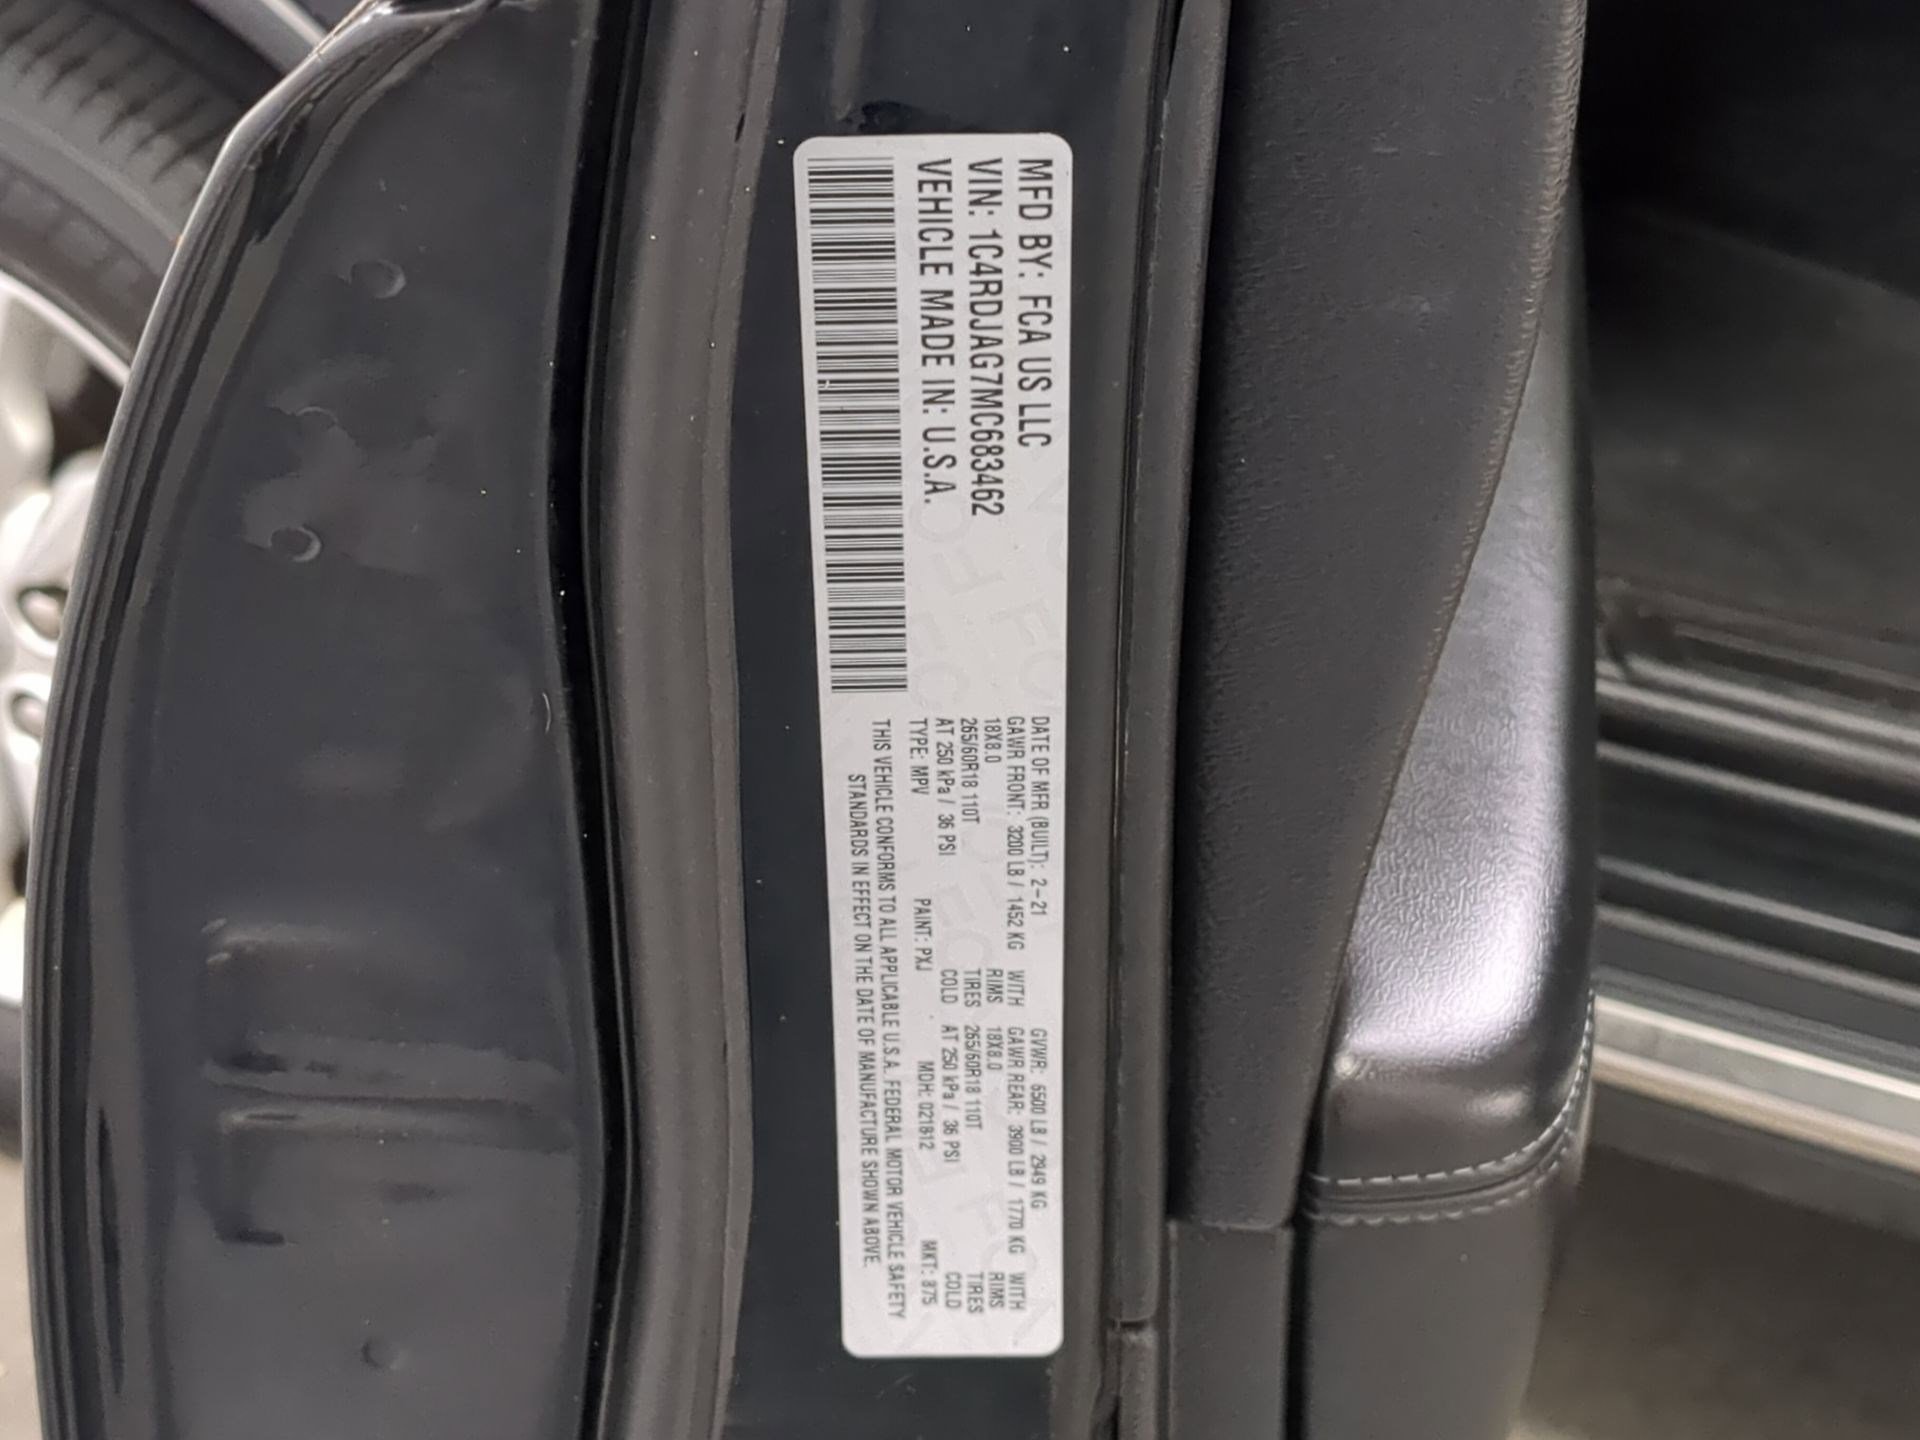 MFD BY: FCA US LLC
VIN: 1C4RDJAG7MC683462
VEHICLE MADE IN: U.S.A.
DATE OF MFR (BUILT): 2-21 GVWR: 6500 LB / 2949 KG
GAWR FRONT: 3200 LB / 1452 KG WITH GAWR REAR: 3900 LB / 1770 KG WITH
18X8.0 RIMS 18X8.0 RIMS
265/60R18 110T TIRES 265/60R18 110T TIRES
AT 250 kPa / 36 PSI COLD AT 250 kPa / 36 PSI COLD
TYPE: MPV PAINT: PXJ MDH: 021812 MKT: 875
THIS VEHICLE CONFORMS TO ALL APPLICABLE U.S.A. FEDERAL MOTOR VEHICLE SAFETY
STANDARDS IN EFFECT ON THE DATE OF MANUFACTURE SHOWN ABOVE.